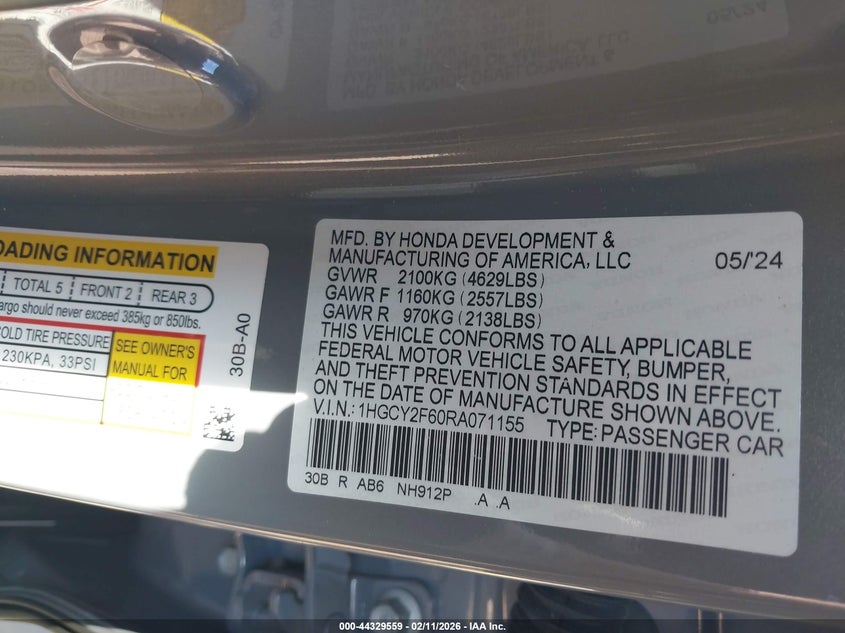 OADING INFORMATION
TOTAL 5 FRONT 2 REAR 3
argo should never exceed 385kg or 850lbs.
COLD TIRE PRESSURE
230KPA, 33PSI
SEE OWNER'S
MANUAL FOR
30B-A0
MFD. BY HONDA DEVELOPMENT &
MANUFACTURING OF AMERICA, LLC 05/'24
GVWR 2100KG (4629LBS)
GAWR F 1160KG (2557LBS)
GAWR R 970KG (2138LBS)
THIS VEHICLE CONFORMS TO ALL APPLICABLE
FEDERAL MOTOR VEHICLE SAFETY, BUMPER,
AND THEFT PREVENTION STANDARDS IN EFFECT
ON THE DATE OF MANUFACTURE SHOWN ABOVE.
V.I.N.: 1HGCY2F60RA071155 TYPE: PASSENGER CAR
30B R AB6 NH912P .A .A
000-44329559 - 02/11/2026 - IAA Inc.